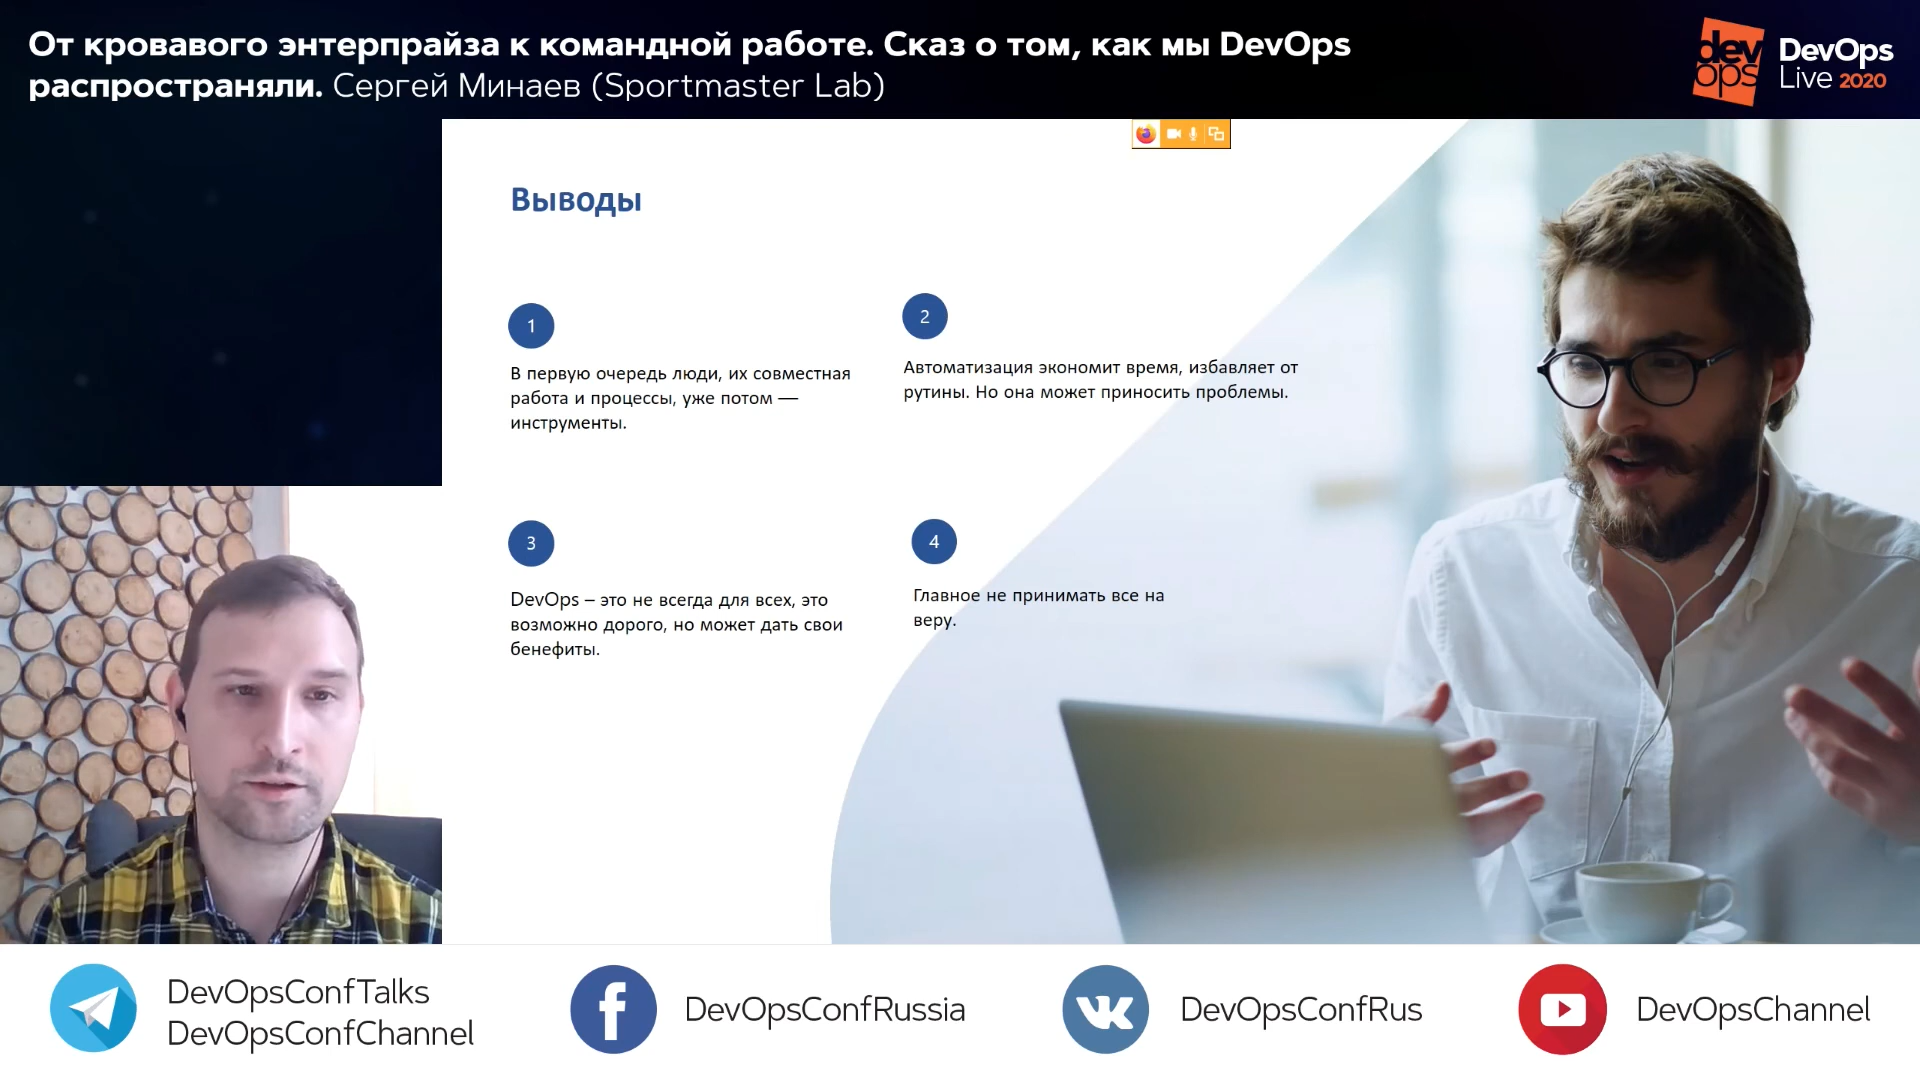 От кровавого энтерпрайза к командной работе. Сказ о том, как мы DevOps
распространяли. Сергей Минаев (Sportmaster Lab)
dev
ops
DevOps
Live 2020
Выводы
1
В первую очередь люди, их совместная
работа и процессы, уже потом —
инструменты.
2
Автоматизация экономит время, избавляет от
рутины. Но она может приносить проблемы.
3
DevOps – это не всегда для всех, это
возможно дорого, но может дать свои
бенефиты.
4
Главное не принимать все на
веру.
DevOpsConfTalks
DevOpsConfChannel
DevOpsConfRussia
DevOpsConfRus
DevOpsChannel